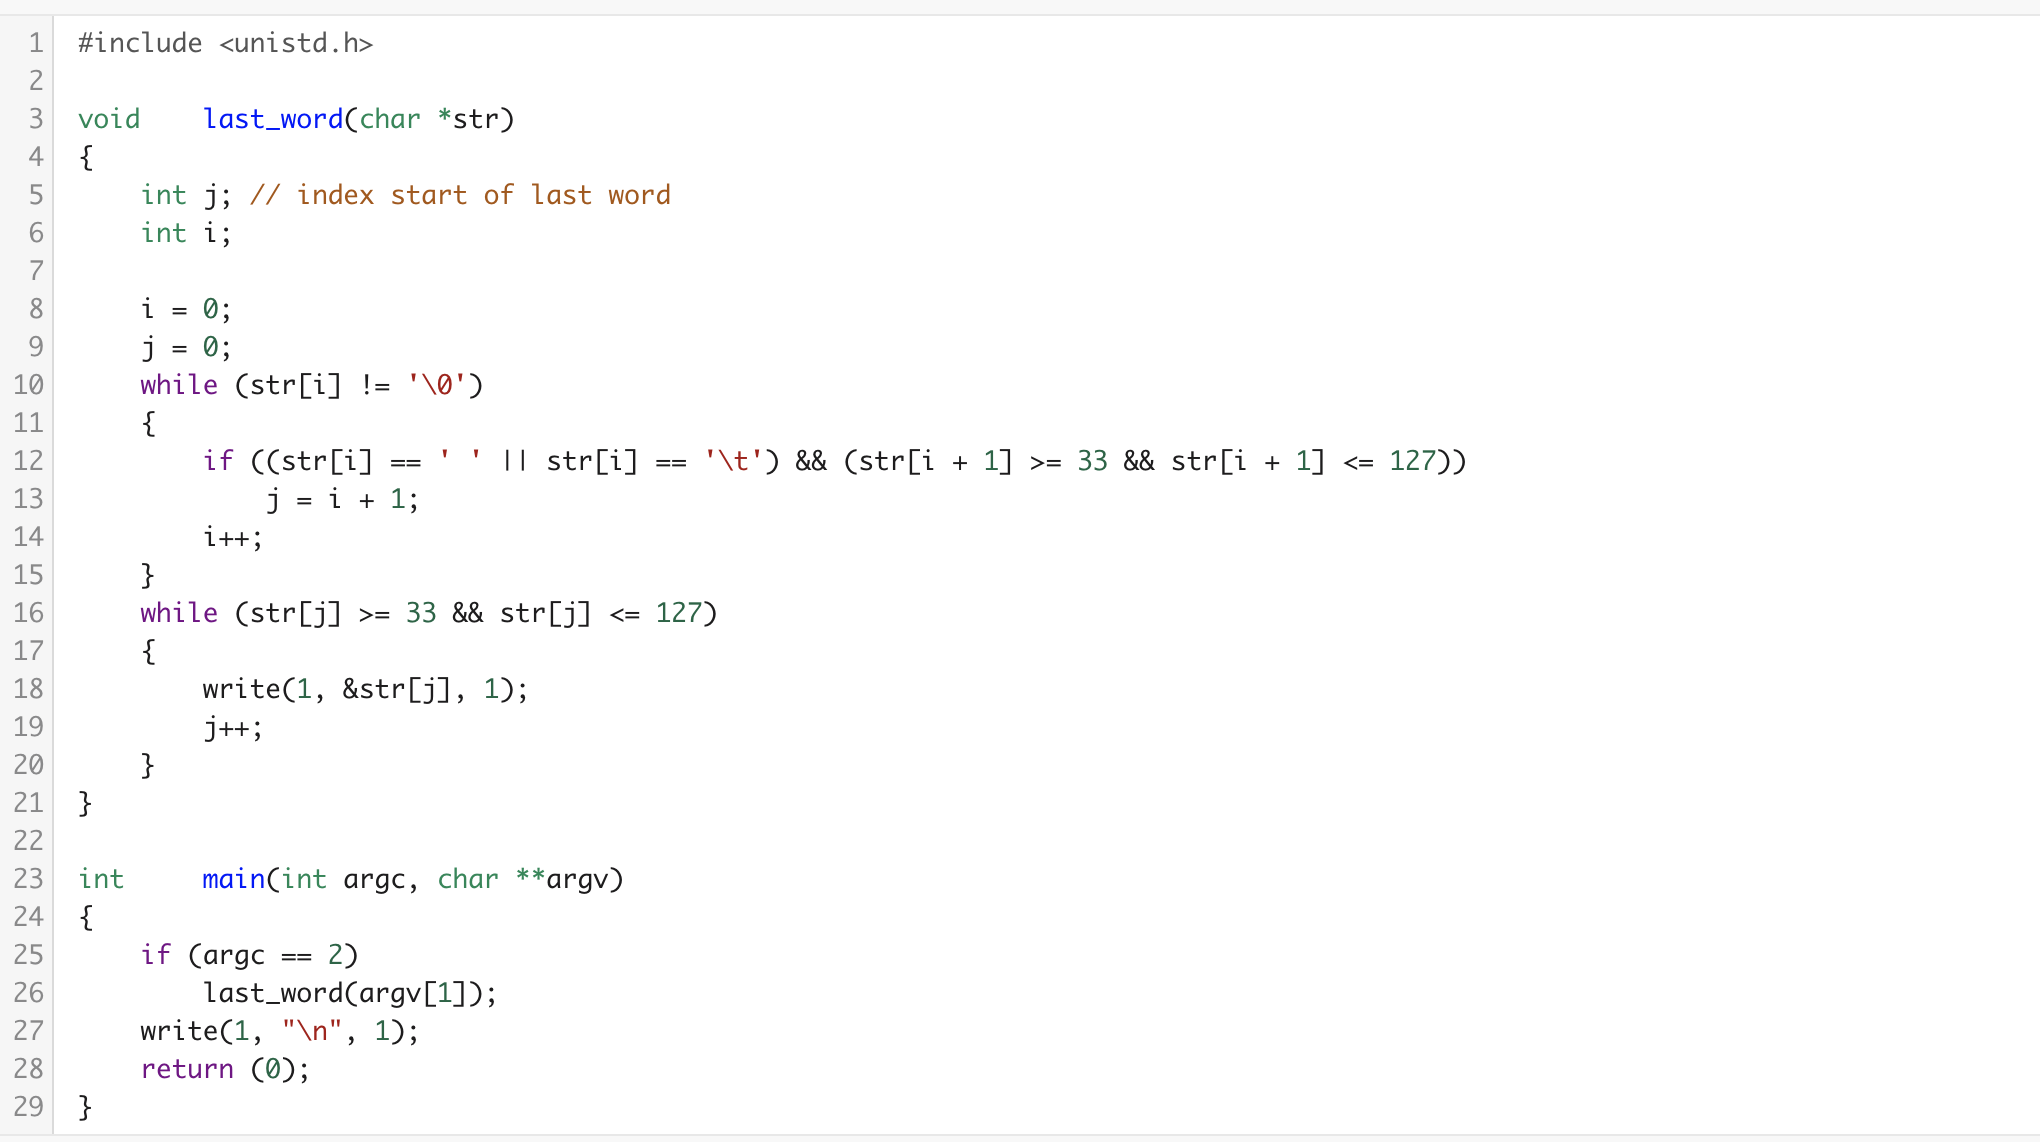 1 #include <unistd.h>
2
3 void    last_word(char *str)
4 {
5     int j; // index start of last word
6     int i;
7
8     i = 0;
9     j = 0;
10     while (str[i] != '\0')
11     {
12         if ((str[i] == ' ' || str[i] == '\t') && (str[i + 1] >= 33 && str[i + 1] <= 127))
13             j = i + 1;
14         i++;
15     }
16     while (str[j] >= 33 && str[j] <= 127)
17     {
18         write(1, &str[j], 1);
19         j++;
20     }
21 }
22
23 int     main(int argc, char **argv)
24 {
25     if (argc == 2)
26         last_word(argv[1]);
27     write(1, "\n", 1);
28     return (0);
29 }